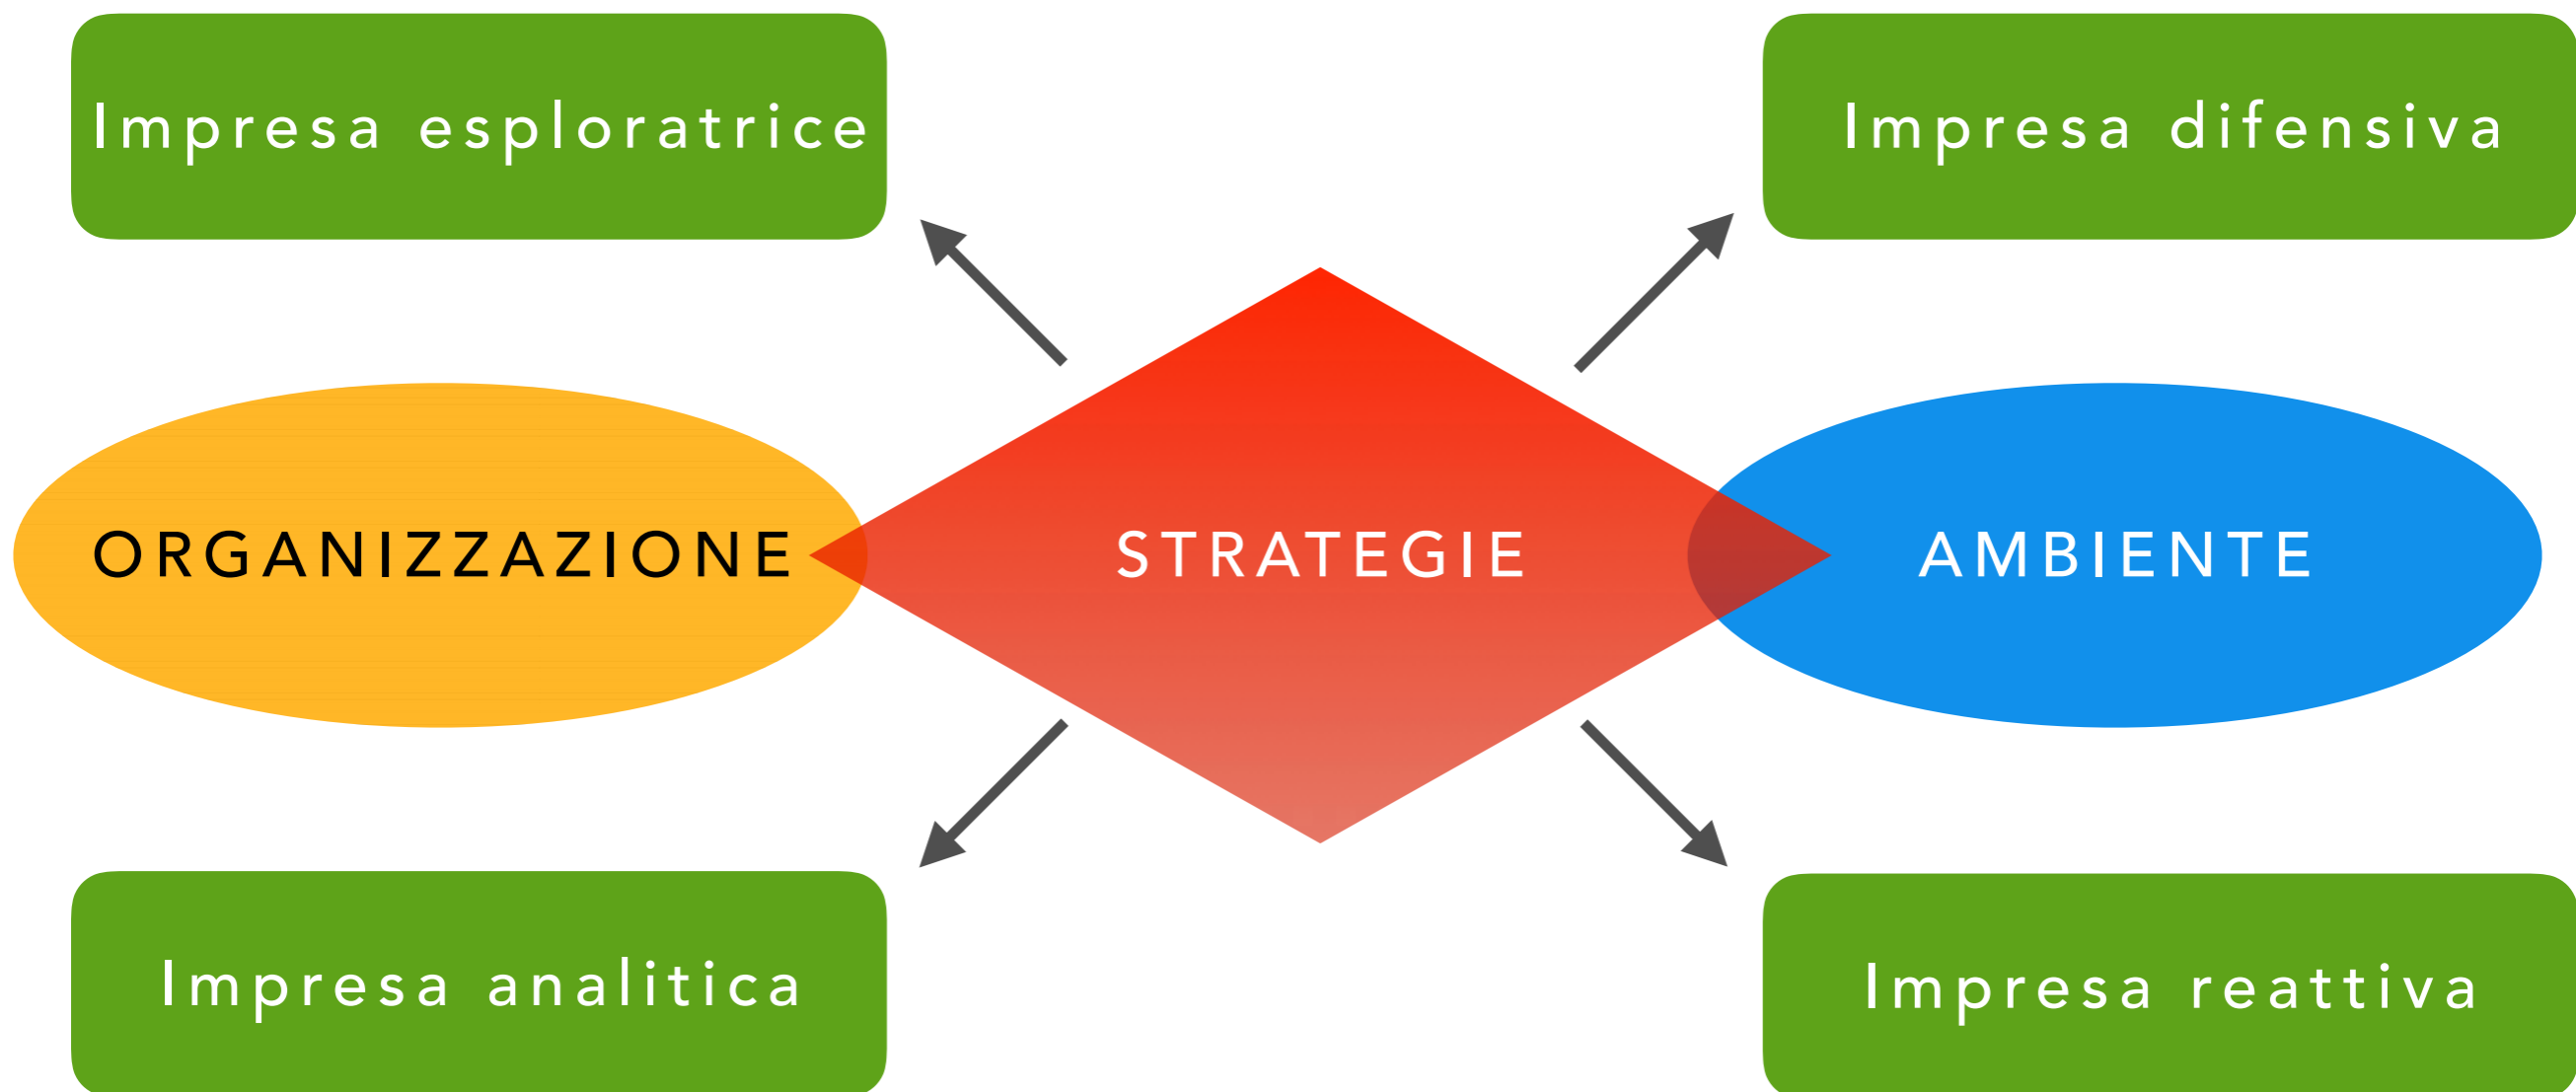 Impresa esploratrice
Impresa difensiva
ORGANIZZAZIONE
STRATEGIE
AMBIENTE
Impresa analitica
Impresa reattiva